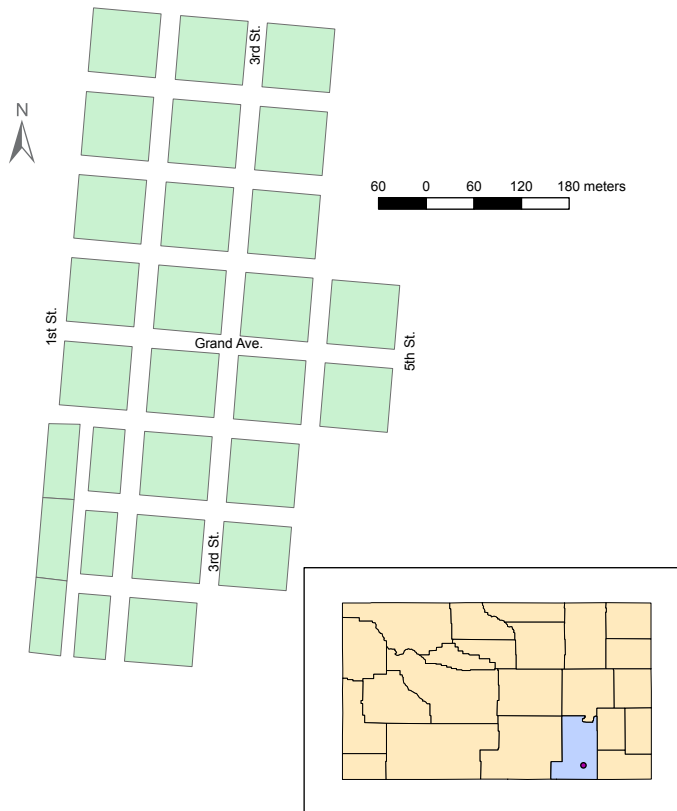 3rd St.
N
60 0 60 120 180 meters
1st St.
Grand Ave.
5th St.
3rd St.